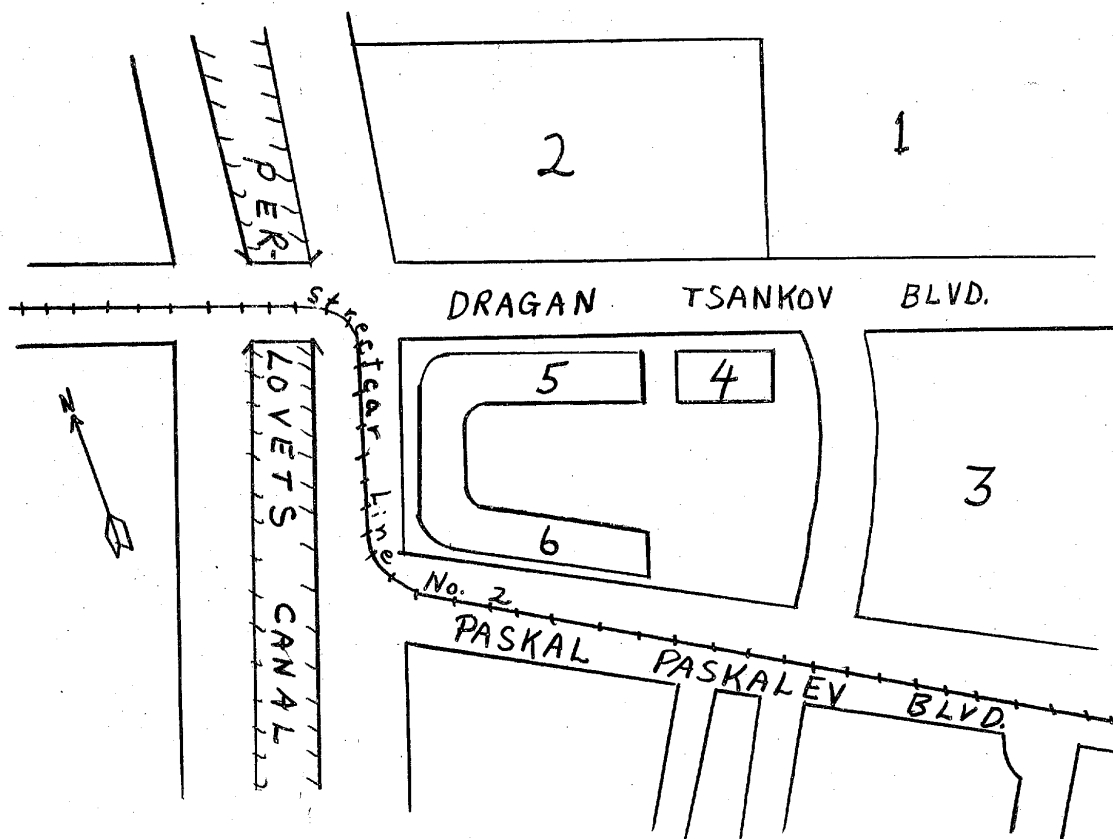 1
2
PER-
DRAGAN TSANKOV BLVD.
Streetcar Line No. 2
5
4
LOVETS CANAL
N
3
6
PASKAL PASKALEV BLVD.